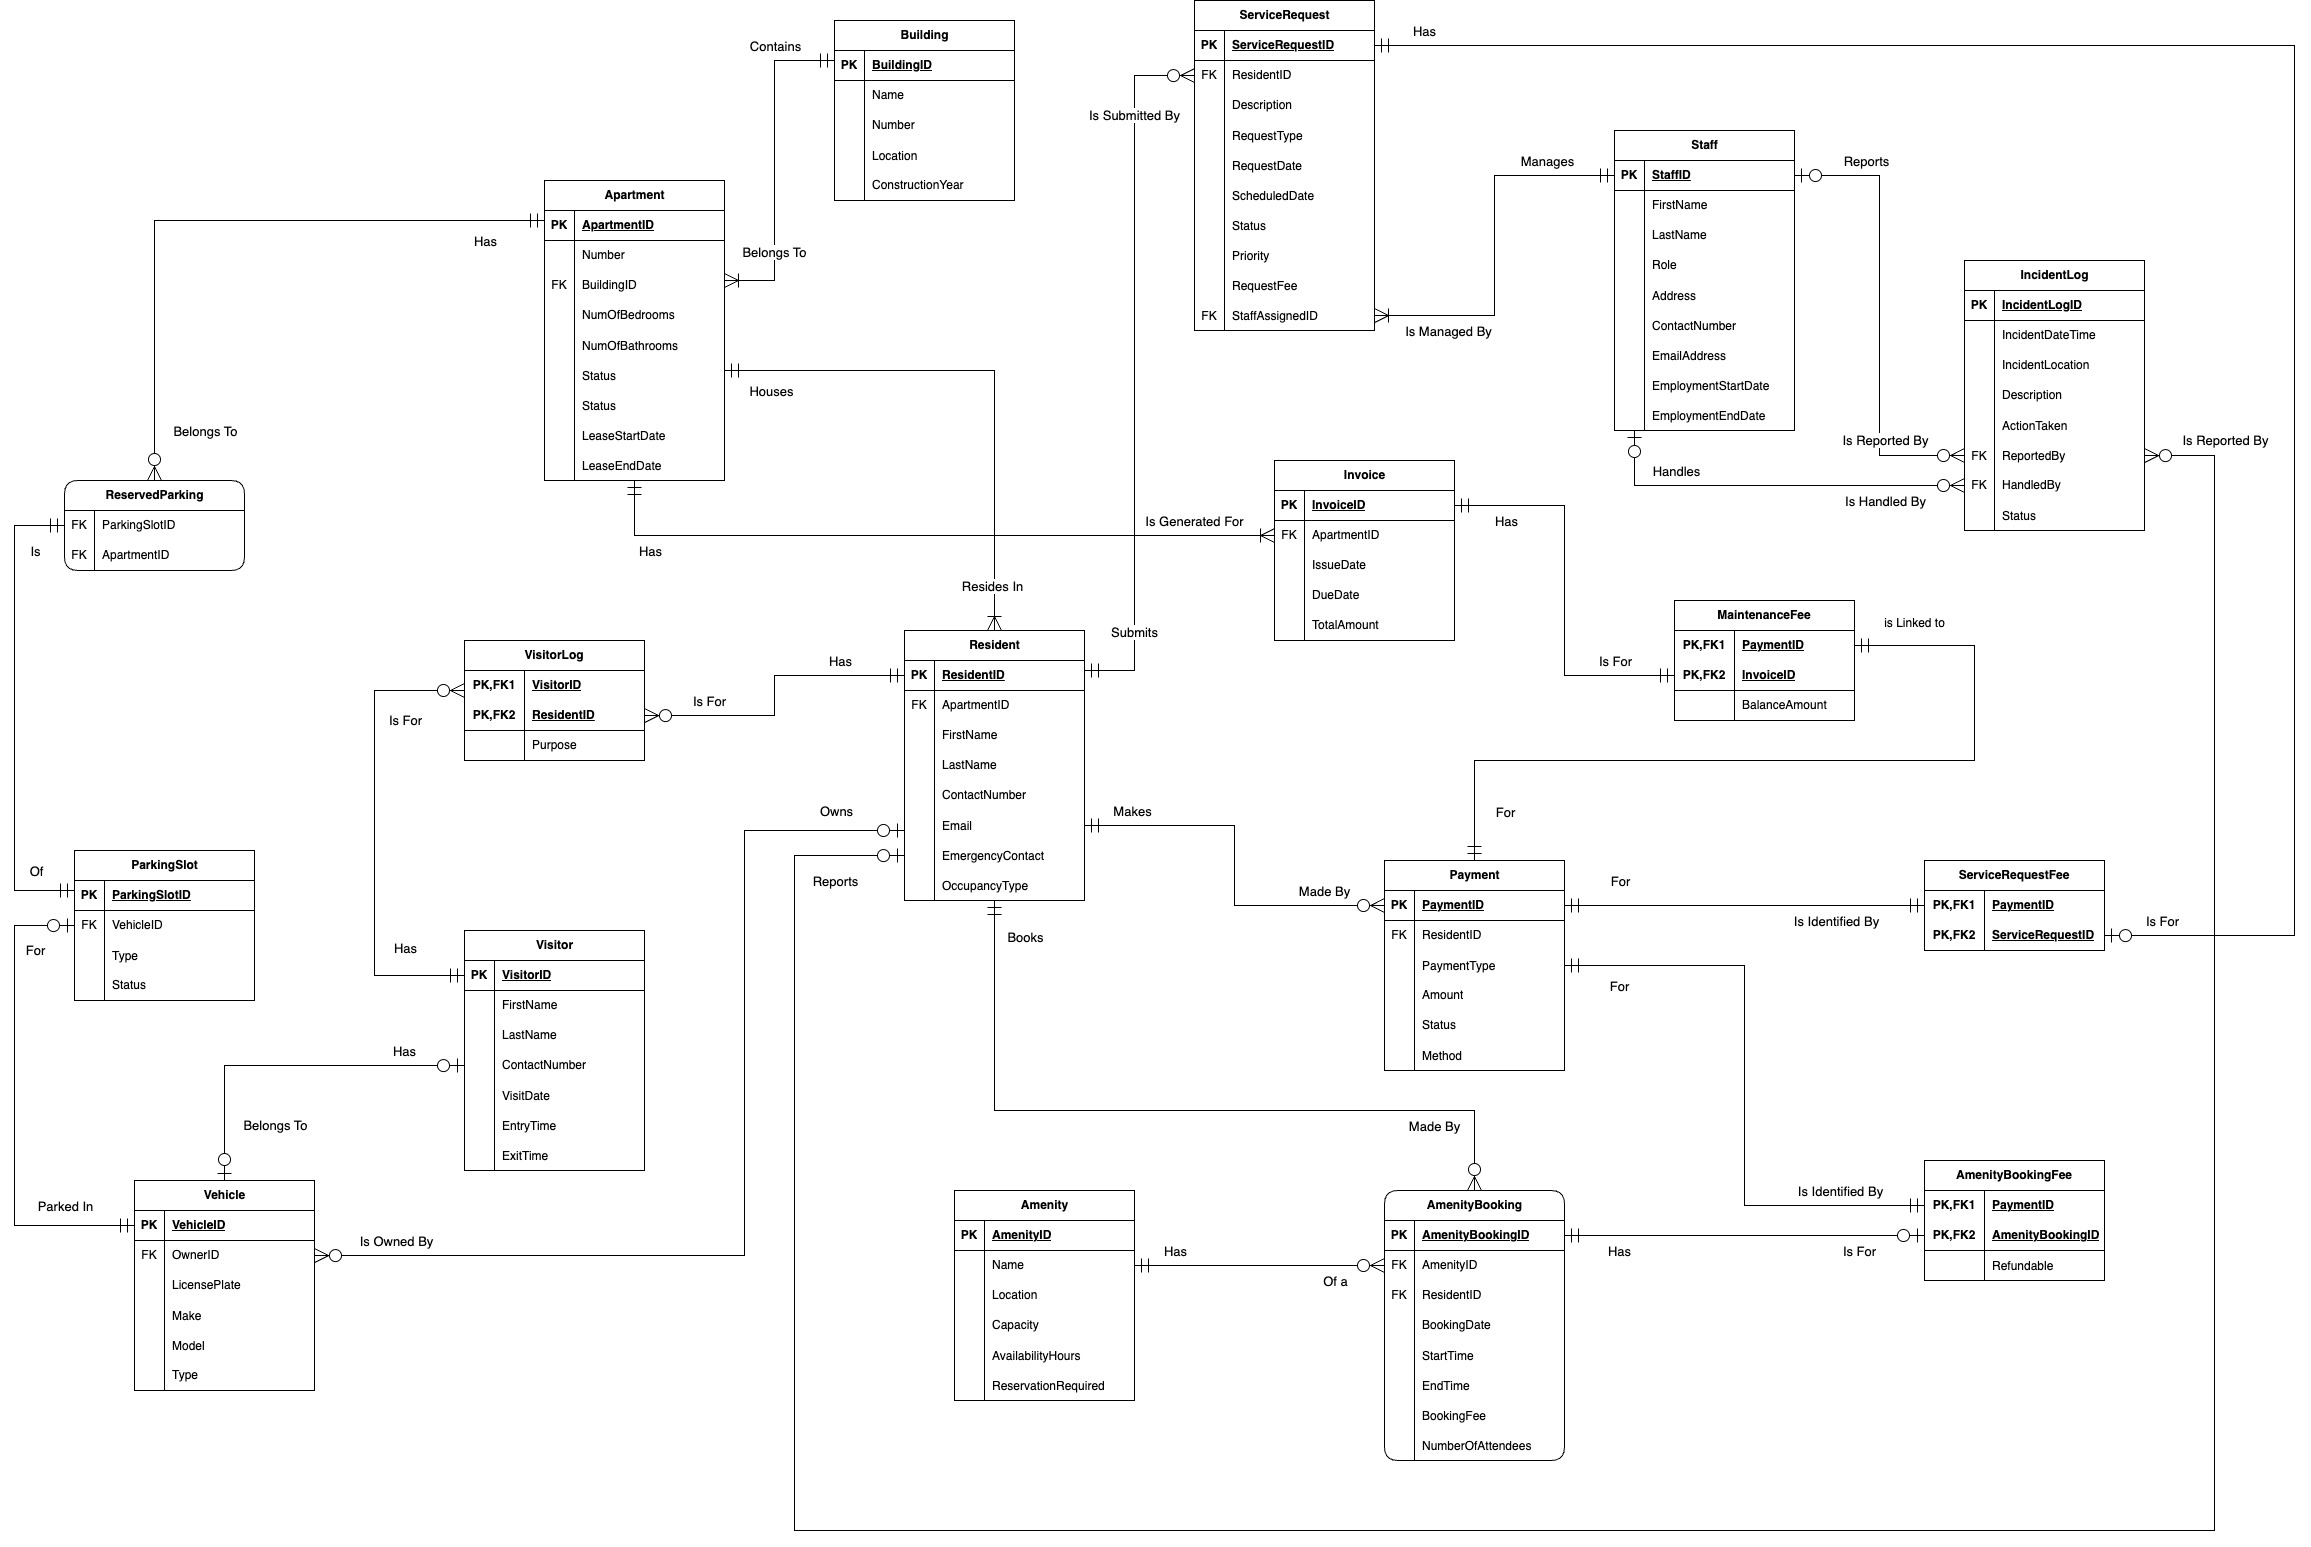 Building
PK BuildingID
Name
Number
Location
ConstructionYear
Contains
Belongs To
Apartment
PK ApartmentID
Number
FK BuildingID
NumOfBedrooms
NumOfBathrooms
Status
Status
LeaseStartDate
LeaseEndDate
Has
Belongs To
Houses
Resides In
Has
Is Generated For
ServiceRequest
PK ServiceRequestID
FK ResidentID
Description
RequestType
RequestDate
ScheduledDate
Status
Priority
RequestFee
FK StaffAssignedID
Has
Is Submitted By
Submits
Manages
Is Managed By
Staff
PK StaffID
FirstName
LastName
Role
Address
ContactNumber
EmailAddress
EmploymentStartDate
EmploymentEndDate
Reports
Is Reported By
Handles
Is Handled By
IncidentLog
PK IncidentLogID
IncidentDateTime
IncidentLocation
Description
ActionTaken
FK ReportedBy
FK HandledBy
Status
Is Reported By
ReservedParking
FK ParkingSlotID
FK ApartmentID
Is
Of
Invoice
PK InvoiceID
FK ApartmentID
IssueDate
DueDate
TotalAmount
Has
Is For
MaintenanceFee
PK,FK1 PaymentID
PK,FK2 InvoiceID
BalanceAmount
is Linked to
For
VisitorLog
PK,FK1 VisitorID
PK,FK2 ResidentID
Purpose
Is For
Has
Is For
Has
Resident
PK ResidentID
FK ApartmentID
FirstName
LastName
ContactNumber
Email
EmergencyContact
OccupancyType
Owns
Reports
Makes
Made By
Books
Made By
ParkingSlot
PK ParkingSlotID
FK VehicleID
Type
Status
For
Parked In
Visitor
PK VisitorID
FirstName
LastName
ContactNumber
VisitDate
EntryTime
ExitTime
Has
Belongs To
Payment
PK PaymentID
FK ResidentID
PaymentType
Amount
Status
Method
For
Is Identified By
For
Is Identified By
ServiceRequestFee
PK,FK1 PaymentID
PK,FK2 ServiceRequestID
Is For
Vehicle
PK VehicleID
FK OwnerID
LicensePlate
Make
Model
Type
Is Owned By
Amenity
PK AmenityID
Name
Location
Capacity
AvailabilityHours
ReservationRequired
Has
Of a
AmenityBooking
PK AmenityBookingID
FK AmenityID
FK ResidentID
BookingDate
StartTime
EndTime
BookingFee
NumberOfAttendees
Has
Is For
AmenityBookingFee
PK,FK1 PaymentID
PK,FK2 AmenityBookingID
Refundable